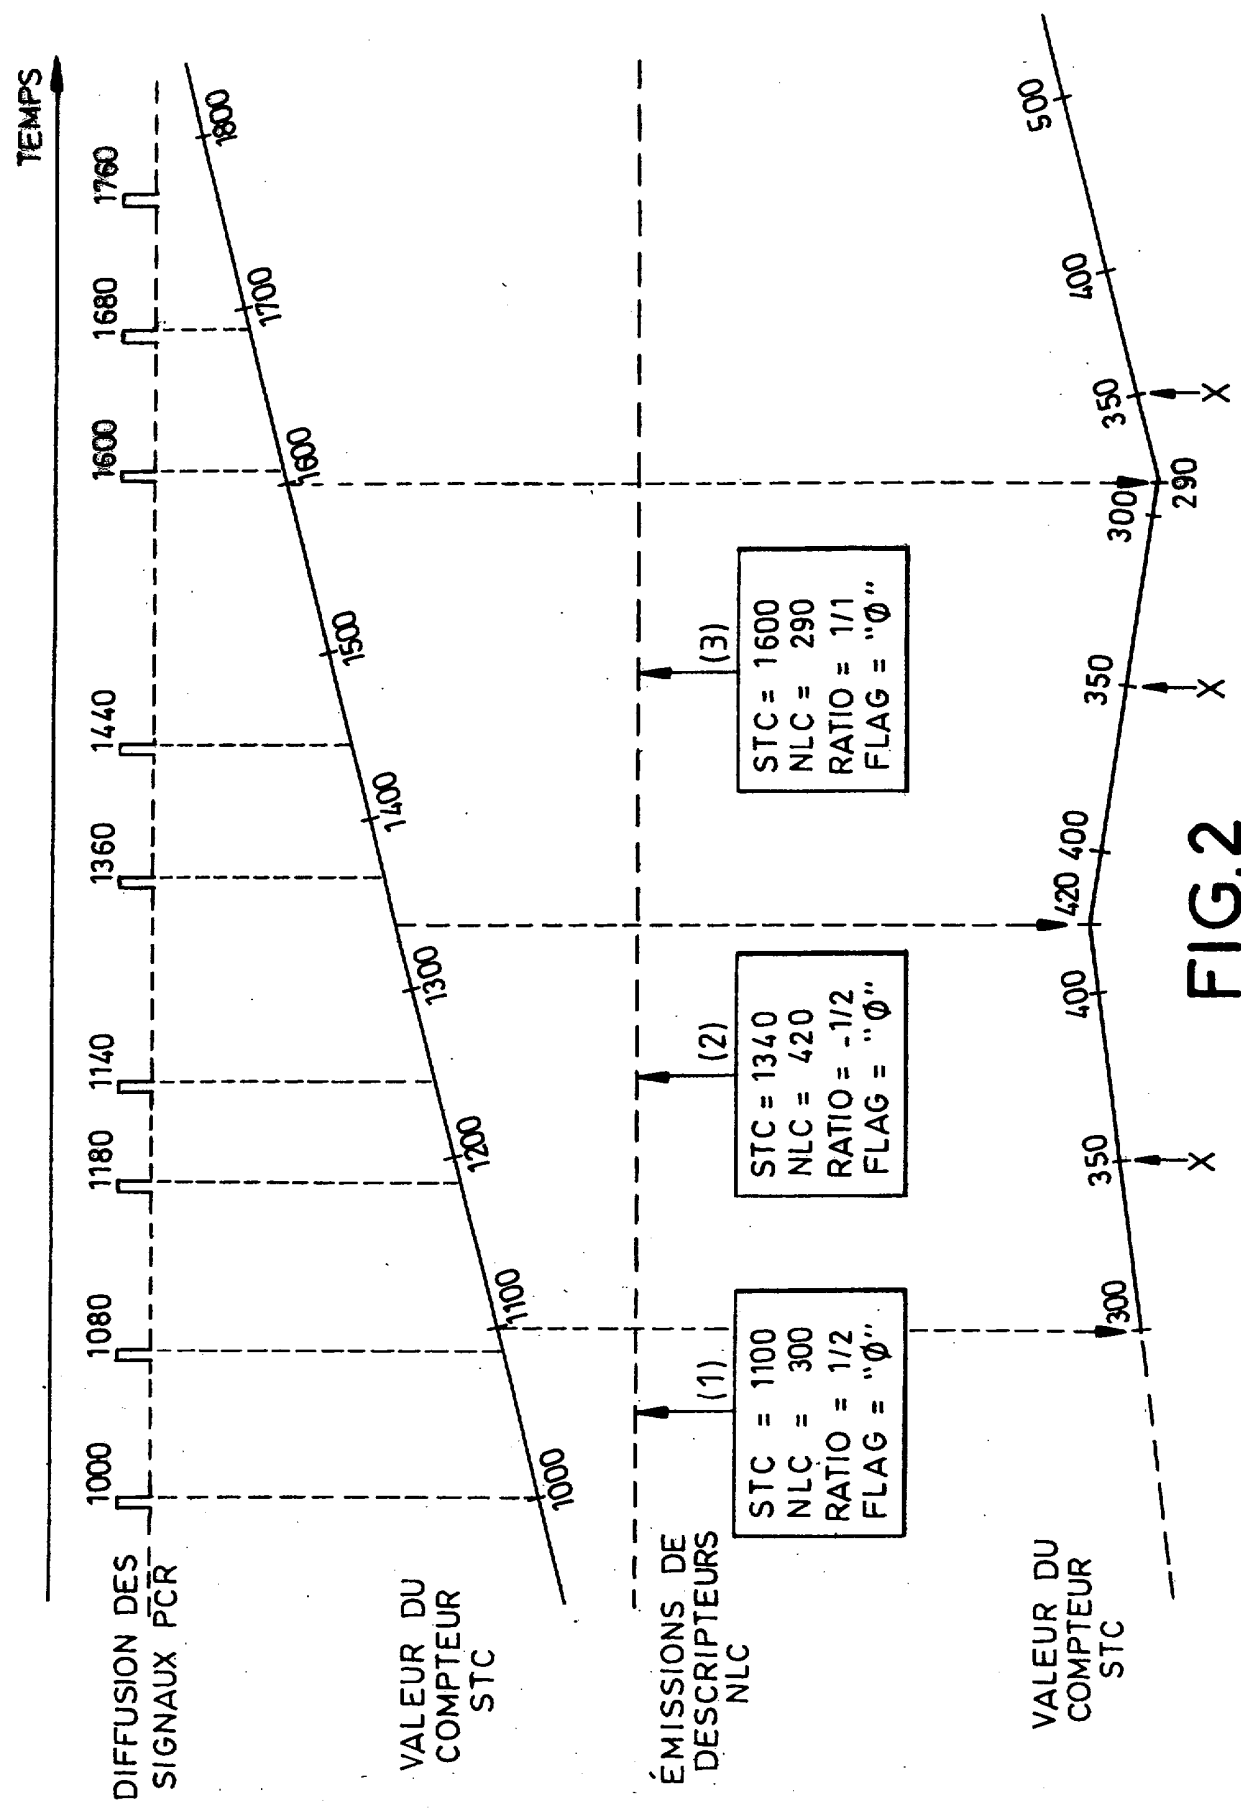 TEMPS
DIFFUSION DES
SIGNAUX PCR
1000
1080
1180
1140
1360
1440
1600
1680
1760
VALEUR DU
COMPTEUR
STC
1000
1100
1200
1300
1400
1500
1600
1700
1800
ÉMISSIONS DE
DESCRIPTEURS
NLC
(1)
STC = 1100
NLC = 300
RATIO = 1/2
FLAG = "Ø"
(2)
STC = 1340
NLC = 420
RATIO = -1/2
FLAG = "Ø"
(3)
STC = 1600
NLC = 290
RATIO = 1/1
FLAG = "Ø"
VALEUR DU
COMPTEUR
STC
300
350
400
420
400
350
300
290
350
400
500
X
X
X
FIG.2